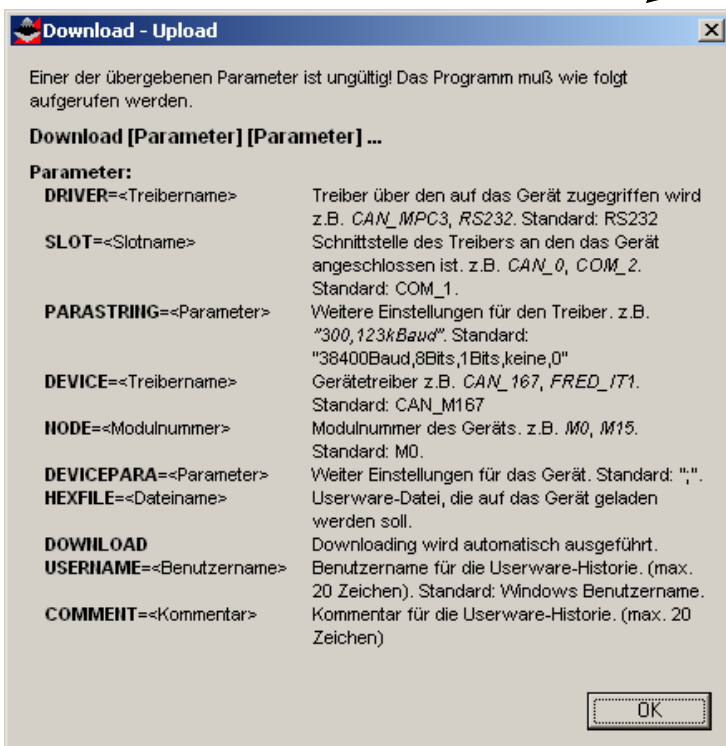 Download - Upload
Einer der übergebenen Parameter ist ungültig! Das Programm muß wie folgt
aufgerufen werden.
Download [Parameter] [Parameter] ...
Parameter:
DRIVER=<Treibername> Treiber über den auf das Gerät zugegriffen wird
z.B. CAN_MPC3, RS232. Standard: RS232
SLOT=<Slotname> Schnittstelle des Treibers an den das Gerät
angeschlossen ist. z.B. CAN_0, COM_2.
Standard: COM_1.
PARASTRING=<Parameter> Weitere Einstellungen für den Treiber. z.B.
"300,123kBaud". Standard:
"38400Baud,8Bits,1Bits,keine,0"
DEVICE=<Treibername> Gerätetreiber z.B. CAN_167, FRED_IT1.
Standard: CAN_M167
NODE=<Modulnummer> Modulnummer des Geräts. z.B. M0, M15.
Standard: M0.
DEVICEPARA=<Parameter> Weiter Einstellungen für das Gerät. Standard: ";".
HEXFILE=<Dateiname> Userware-Datei, die auf das Gerät geladen
werden soll.
DOWNLOAD Downloading wird automatisch ausgeführt.
USERNAME=<Benutzername> Benutzername für die Userware-Historie. (max.
20 Zeichen). Standard: Windows Benutzername.
COMMENT=<Kommentar> Kommentar für die Userware-Historie. (max. 20
Zeichen)
OK